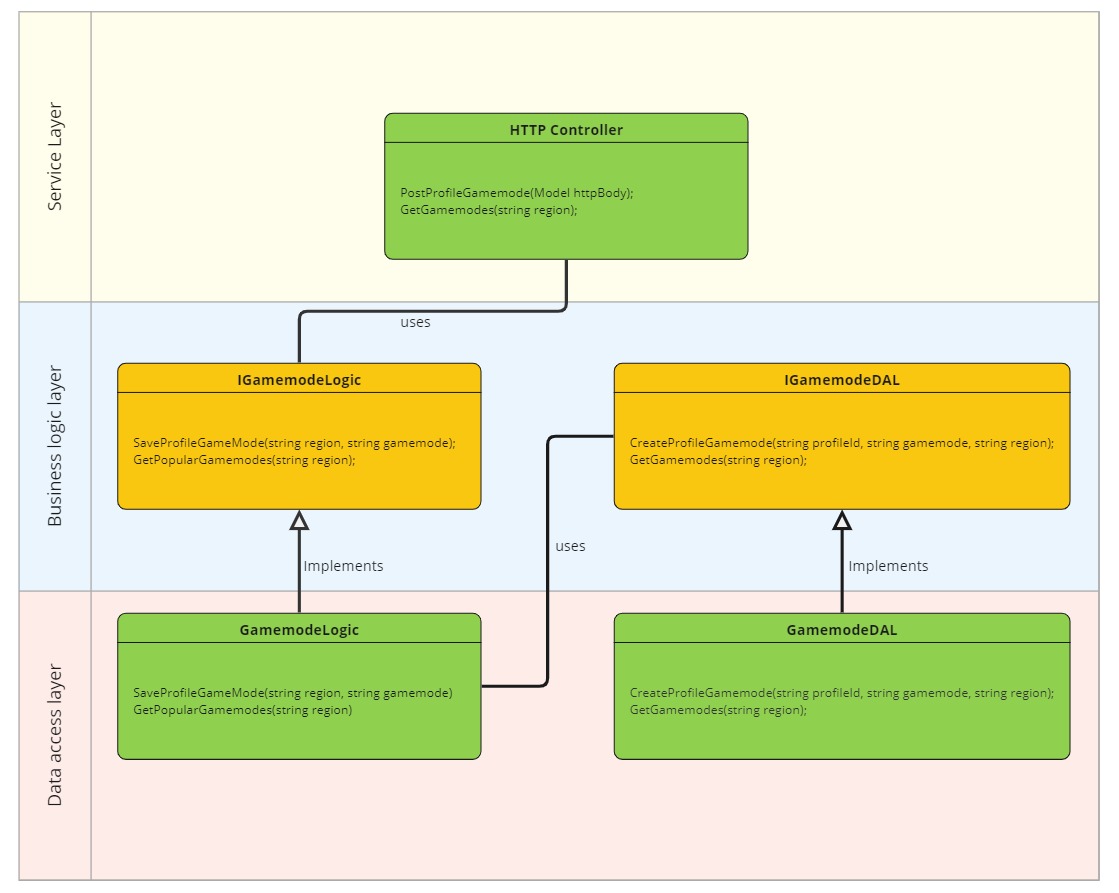 Service Layer
HTTP Controller
PostProfileGamemode(Model httpBody);
GetGamemodes(string region);
Business logic layer
uses
IGamemodeLogic
SaveProfileGameMode(string region, string gamemode);
GetPopularGamemodes(string region);
IGamemodeDAL
CreateProfileGamemode(string profileId, string gamemode, string region);
GetGamemodes(string region);
uses
Implements
Implements
Data access layer
GamemodeLogic
SaveProfileGameMode(string region, string gamemode)
GetPopularGamemodes(string region)
GamemodeDAL
CreateProfileGamemode(string profileId, string gamemode, string region);
GetGamemodes(string region);